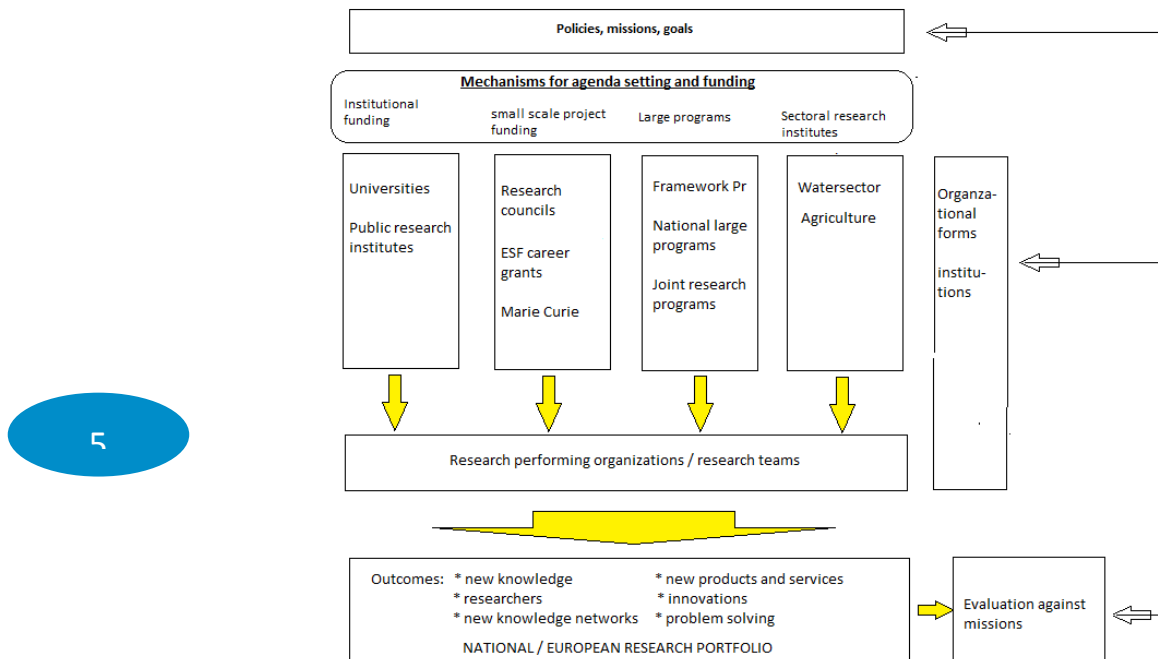 Policies, missions, goals
Mechanisms for agenda setting and funding
Institutional
funding
small scale project
funding
Large programs
Sectoral research
institutes
Universities
Public research
institutes
Research
councils
ESF career
grants
Marie Curie
Framework Pr
National large
programs
Joint research
programs
Watersector
Agriculture
Organza-
tional
forms
institu-
tions
5
Research performing organizations / research teams
Outcomes: * new knowledge
* researchers
* new knowledge networks
* new products and services
* innovations
* problem solving
NATIONAL / EUROPEAN RESEARCH PORTFOLIO
Evaluation against
missions